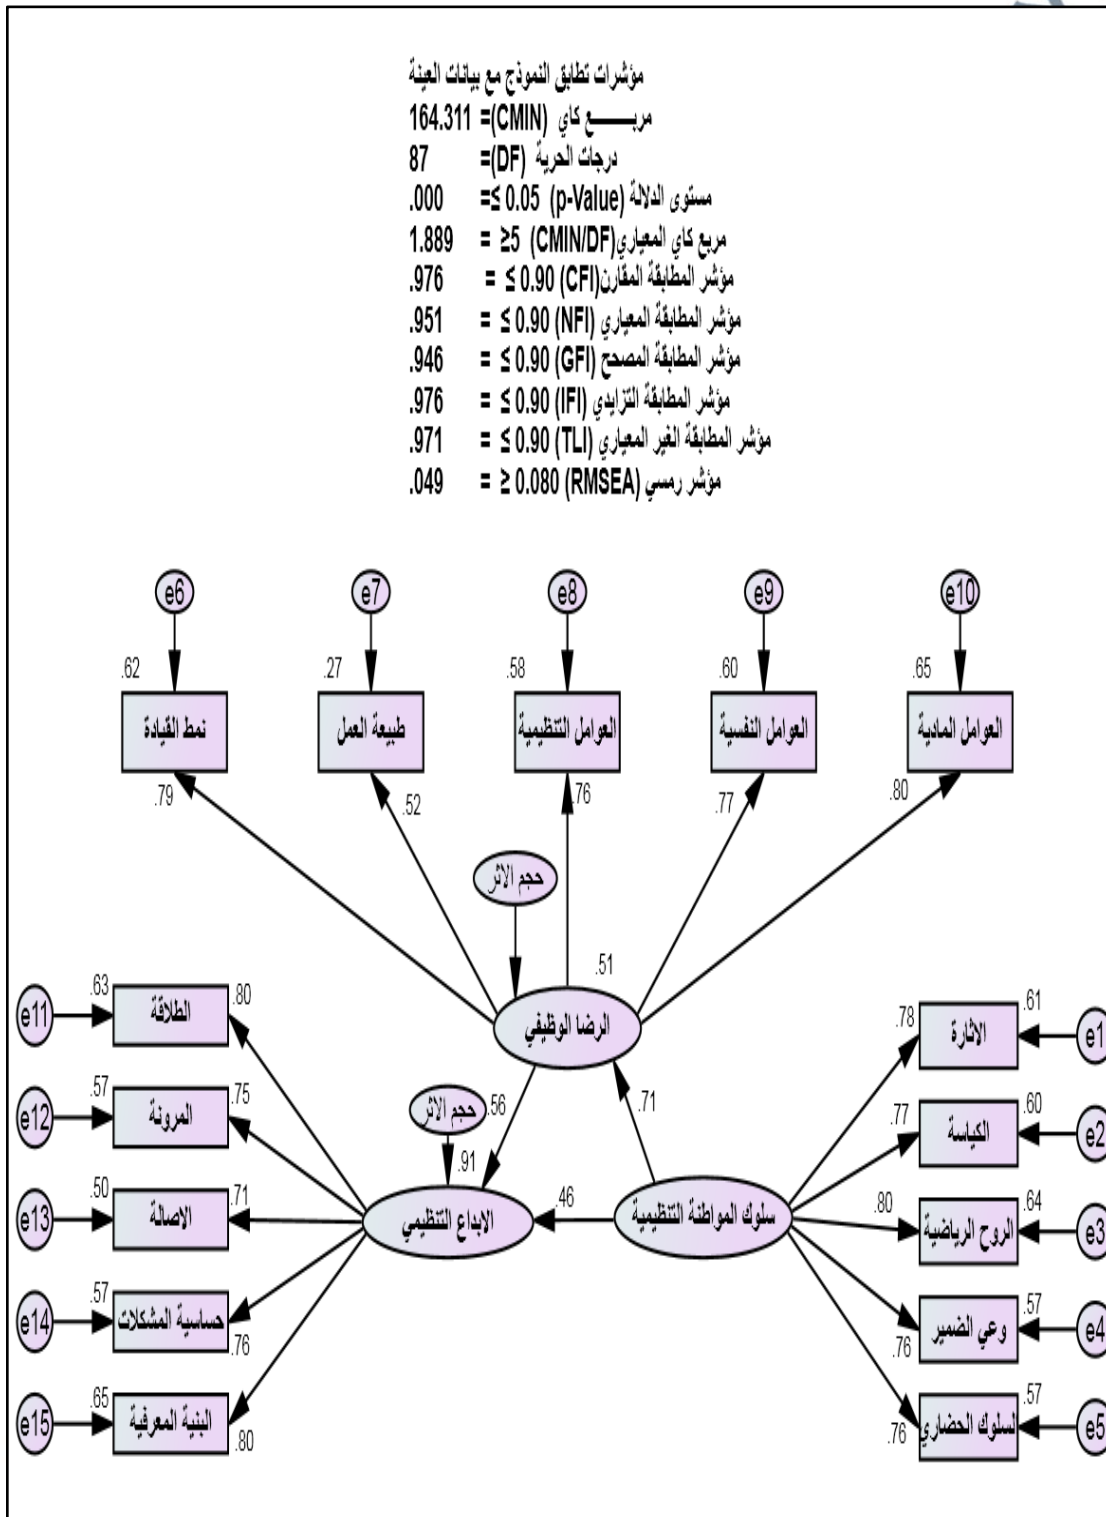 مؤشرات تطابق النموذج مع بيانات العينة
مربـــــــع كاي (CMIN)= 164.311
درجات الحرية (DF)= 87
مستوى الدلالة (p-Value) 0.05 ≥= .000
مربع كاي المعياري(CMIN/DF) 5≤ = 1.889
مؤشر المطابقة المقارن(CFI) 0.90 ≥ = .976
مؤشر المطابقة المعياري (NFI) 0.90 ≥ = .951
مؤشر المطابقة المصحح (GFI) 0.90 ≥ = .946
مؤشر المطابقة التزايدي (IFI) 0.90 ≥ = .976
مؤشر المطابقة الغير المعياري (TLI) 0.90 ≥ = .971
مؤشر رمسي (RMSEA) 0.080 ≤ = .049
e6 e7 e8 e9 e10
.62 .27 .58 .60 .65
نمط القيادة
طبيعة العمل
العوامل التنظيمية
العوامل النفسية
العوامل المادية
.79 .52 .76 .77 .80
حجم الاثر
.51
الرضا الوظيفي
e11 .63 الطلاقة .80
.78 الاثارة .61 e1
e12 .57 المرونة .75
حجم الاثر .56
.71
.77 الكياسة .60 e2
.91
e13 .50 الاصالة .71
الابداع التنظيمي
.46
سلوك المواطنة التنظيمية
.80 الروح الرياضية .64 e3
e14 .57 حساسية المشكلات .76
.76 وعي الضمير .57 e4
e15 .65 البنية المعرفية .80
.76 لسلوك الحضاري .57 e5